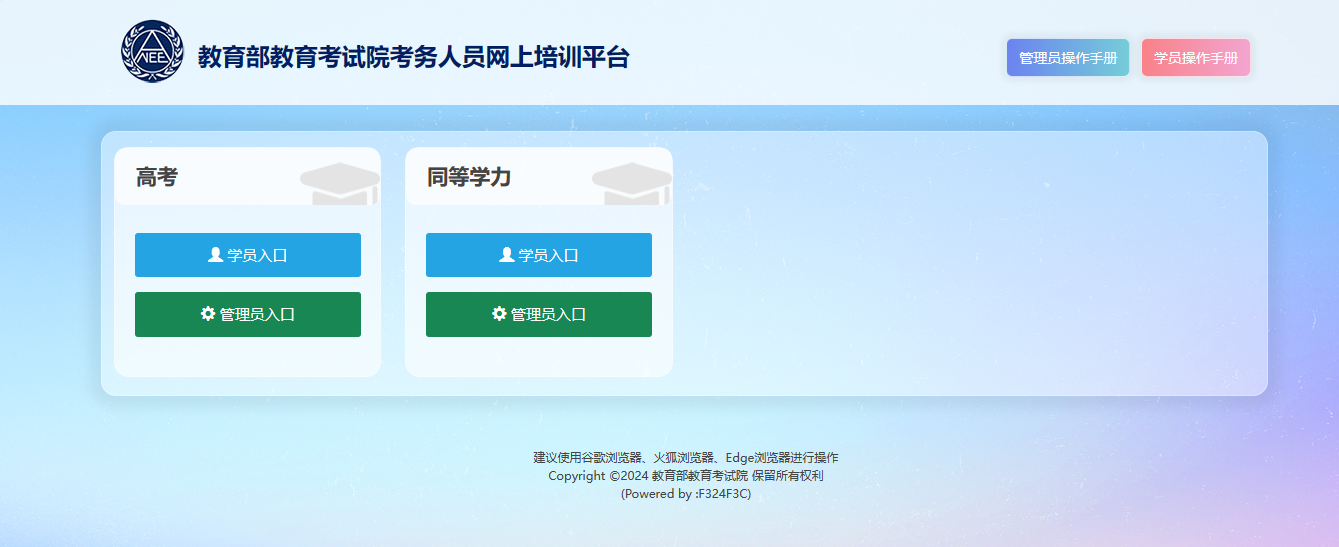 NEEA
教育部教育考试院考务人员网上培训平台
管理员操作手册
学员操作手册
高考
同等学力
学员入口
学员入口
管理员入口
管理员入口
建议使用谷歌浏览器、火狐浏览器、Edge浏览器进行操作
Copyright ©2024 教育部教育考试院 保留所有权利
(Powered by :F324F3C)